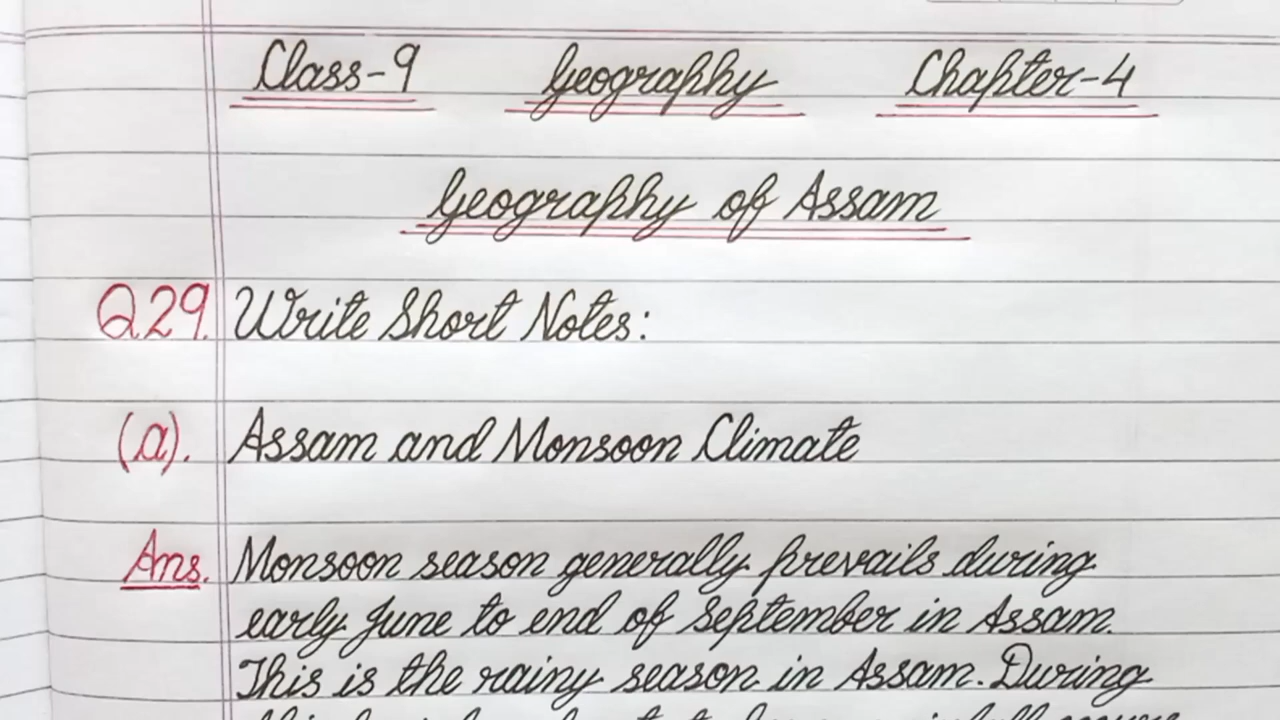 Class-9 Geography Chapter-4
Geography of Assam
Q.29. Write Short Notes:
(a). Assam and Monsoon Climate
Ans. Monsoon season generally prevails during
early June to end of September in Assam.
This is the rainy season in Assam. During